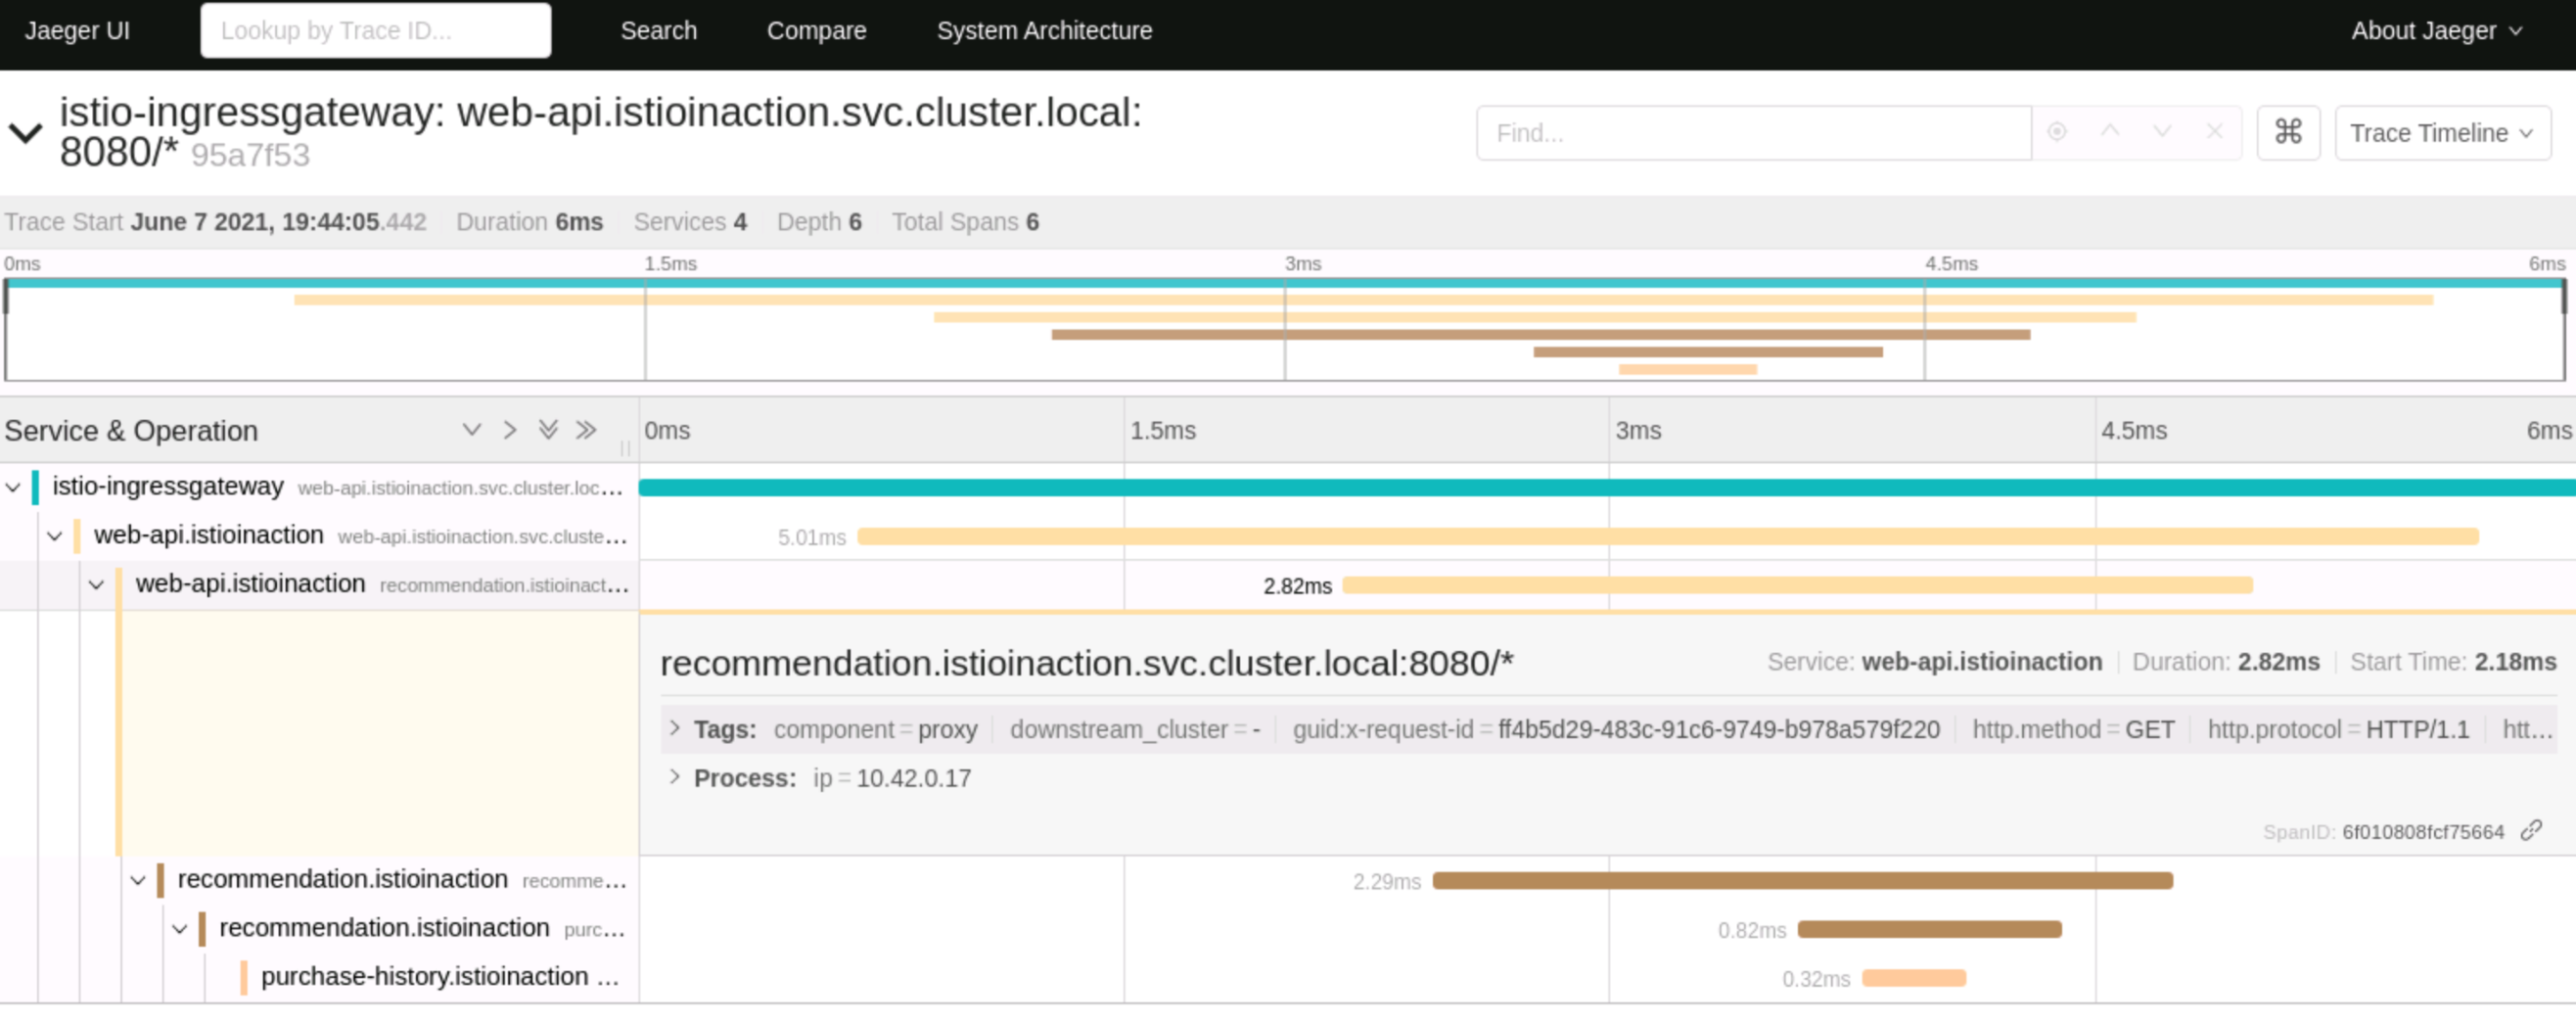 Jaeger UI Lookup by Trace ID... Search Compare System Architecture About Jaeger
istio-ingressgateway: web-api.istioinaction.svc.cluster.local:
8080/* 95a7f53
Find... ⌘ Trace Timeline
Trace Start June 7 2021, 19:44:05.442 Duration 6ms Services 4 Depth 6 Total Spans 6
0ms 1.5ms 3ms 4.5ms 6ms
Service & Operation 0ms 1.5ms 3ms 4.5ms 6ms
istio-ingressgateway web-api.istioinaction.svc.cluster.loc...
web-api.istioinaction web-api.istioinaction.svc.cluste... 5.01ms
web-api.istioinaction recommendation.istioinact... 2.82ms
recommendation.istioinaction.svc.cluster.local:8080/* Service: web-api.istioinaction Duration: 2.82ms Start Time: 2.18ms
Tags: component = proxy downstream_cluster = - guid:x-request-id = ff4b5d29-483c-91c6-9749-b978a579f220 http.method = GET http.protocol = HTTP/1.1 htt...
Process: ip = 10.42.0.17
SpanID: 6f010808fcf75664
recommendation.istioinaction recomme... 2.29ms
recommendation.istioinaction purc... 0.82ms
purchase-history.istioinaction ... 0.32ms